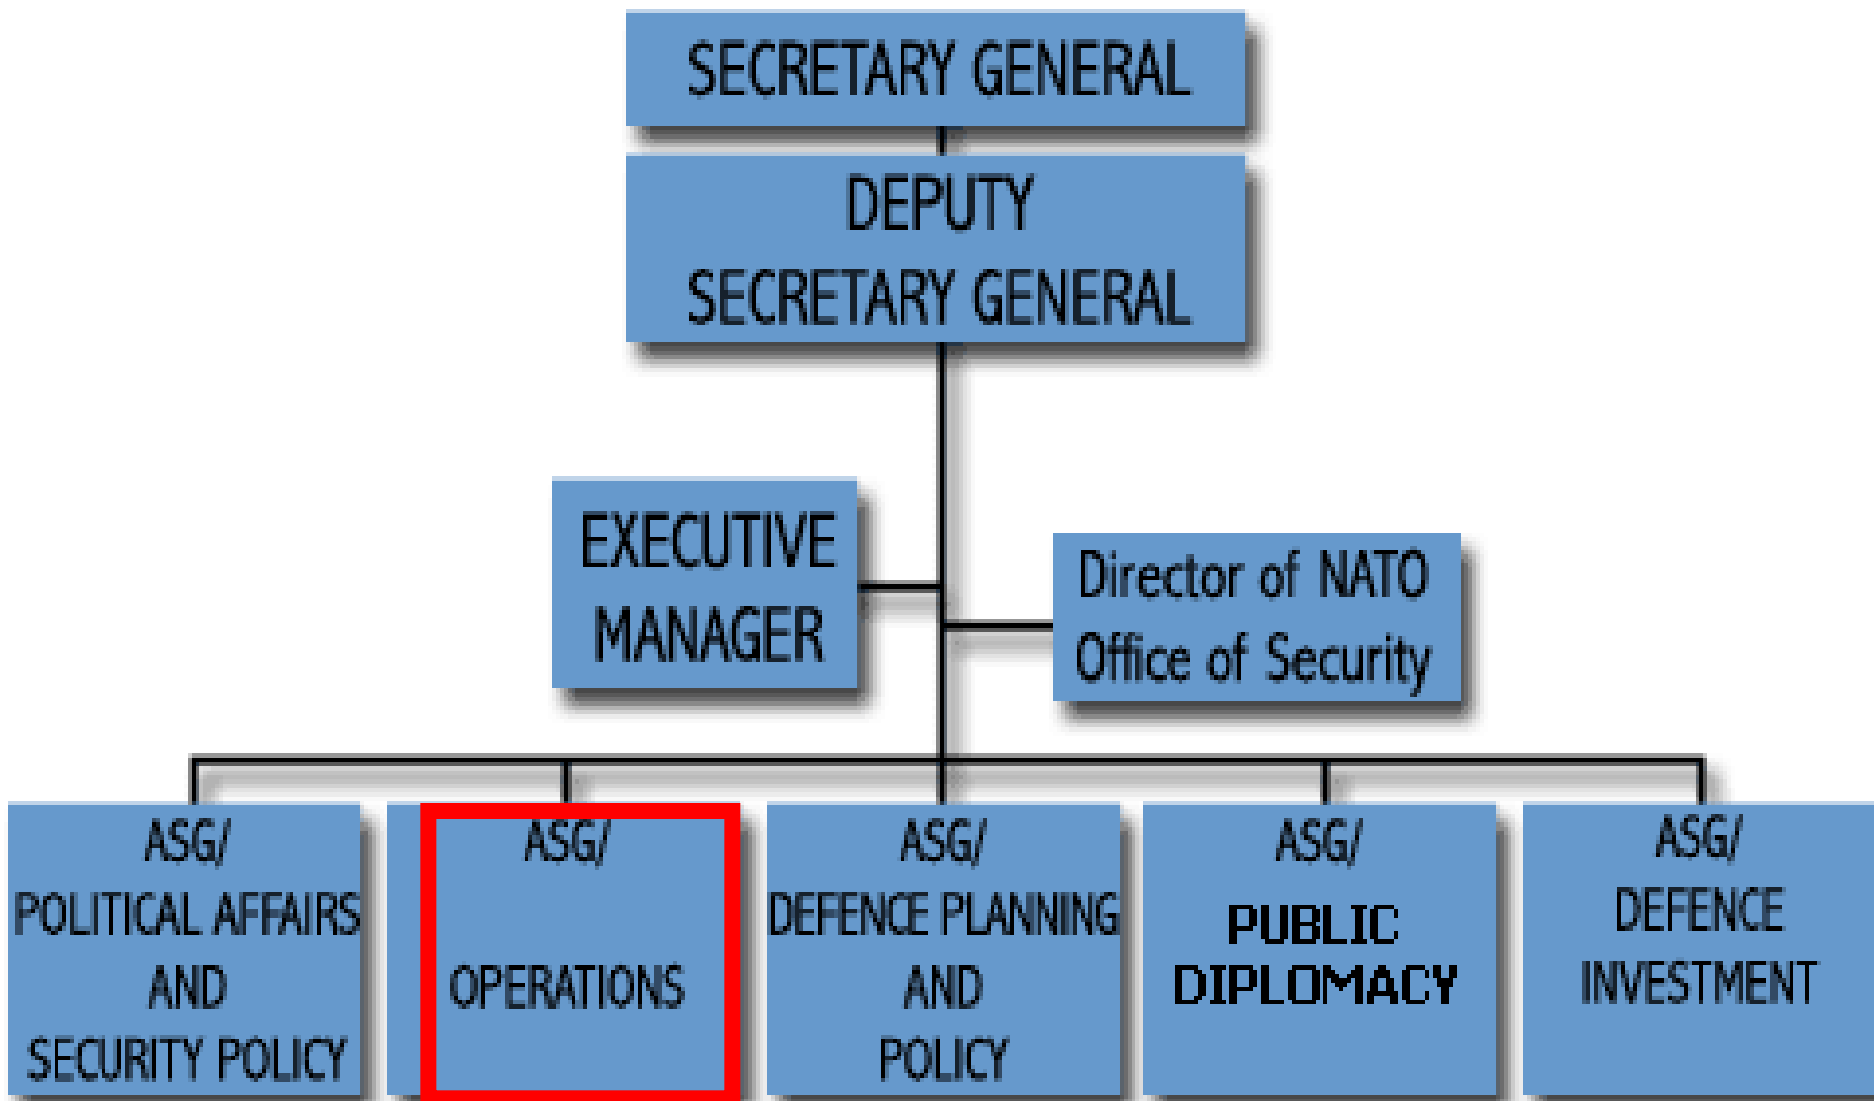 SECRETARY GENERAL
DEPUTY
SECRETARY GENERAL
EXECUTIVE
MANAGER
Director of NATO
Office of Security
ASG/
POLITICAL AFFAIRS
AND
SECURITY POLICY
ASG/
OPERATIONS
ASG/
DEFENCE PLANNING
AND
POLICY
ASG/
PUBLIC
DIPLOMACY
ASG/
DEFENCE
INVESTMENT